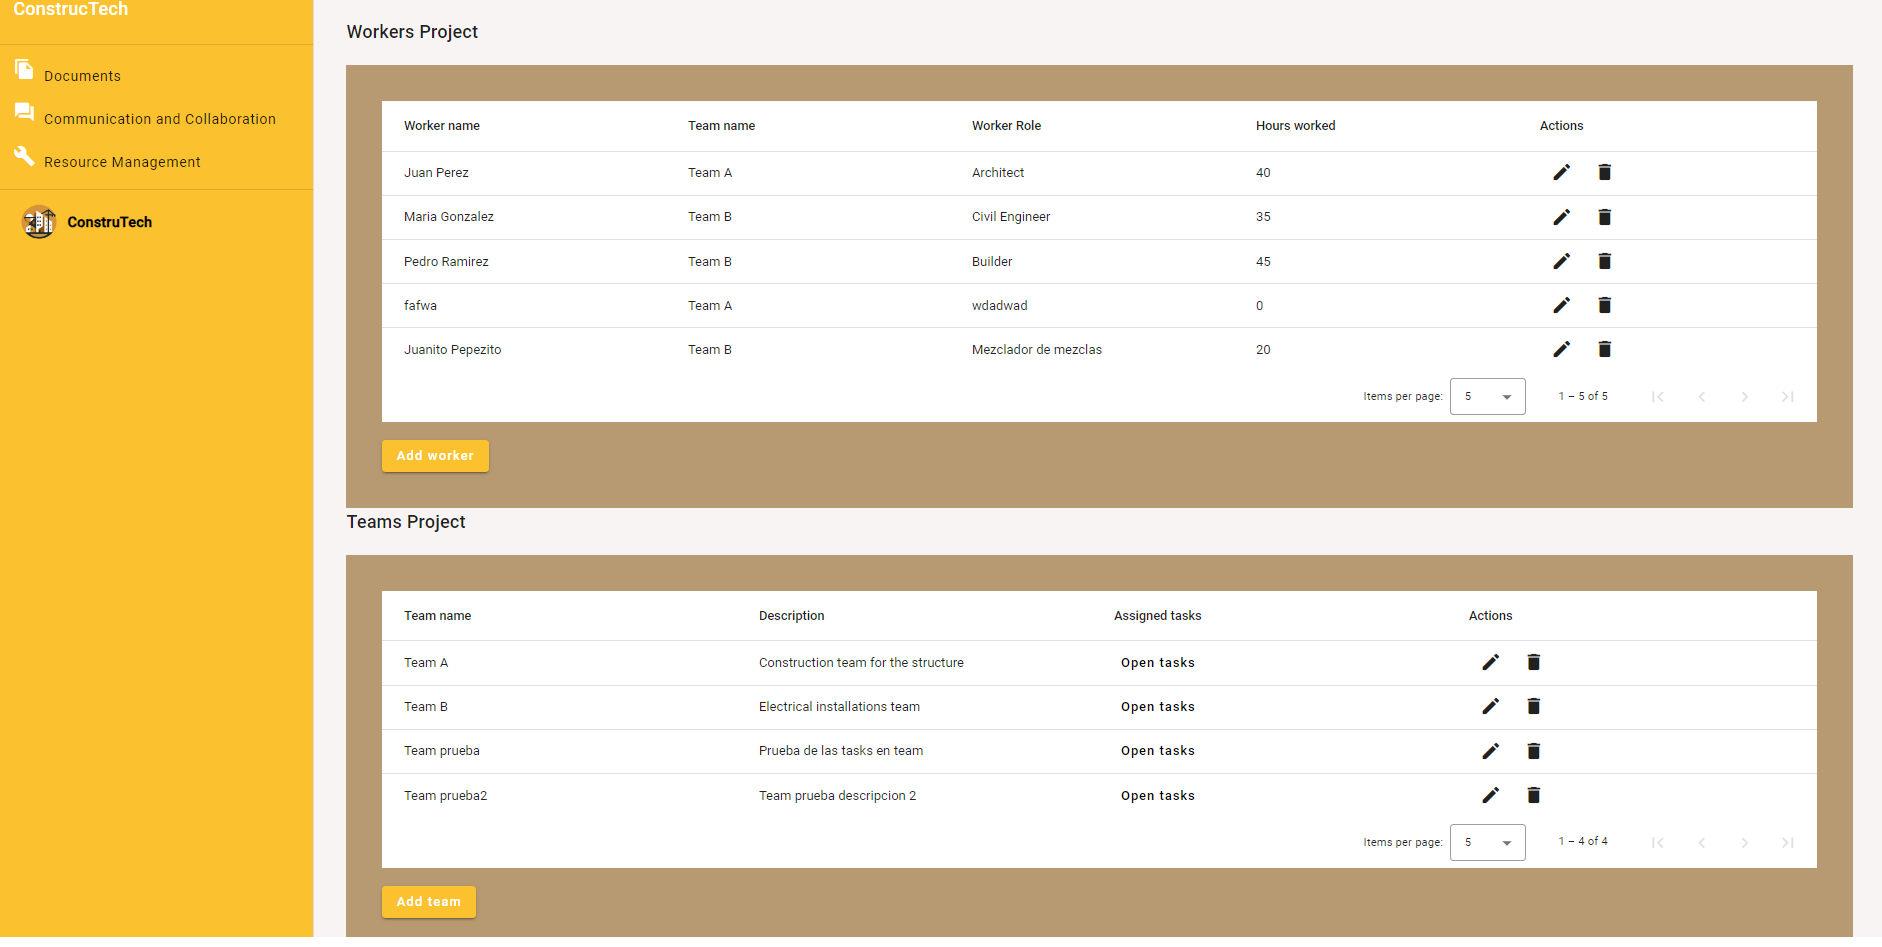 ConstrucTech
Documents
Communication and Collaboration
Resource Management
ConstruTech
Workers Project
Worker name Team name Worker Role Hours worked Actions
Juan Perez Team A Architect 40
Maria Gonzalez Team B Civil Engineer 35
Pedro Ramirez Team B Builder 45
fafwa Team A wdadwad 0
Juanito Pepezito Team B Mezclador de mezclas 20
Items per page: 5 1 – 5 of 5
Add worker
Teams Project
Team name Description Assigned tasks Actions
Team A Construction team for the structure Open tasks
Team B Electrical installations team Open tasks
Team prueba Prueba de las tasks en team Open tasks
Team prueba2 Team prueba descripcion 2 Open tasks
Items per page: 5 1 – 4 of 4
Add team